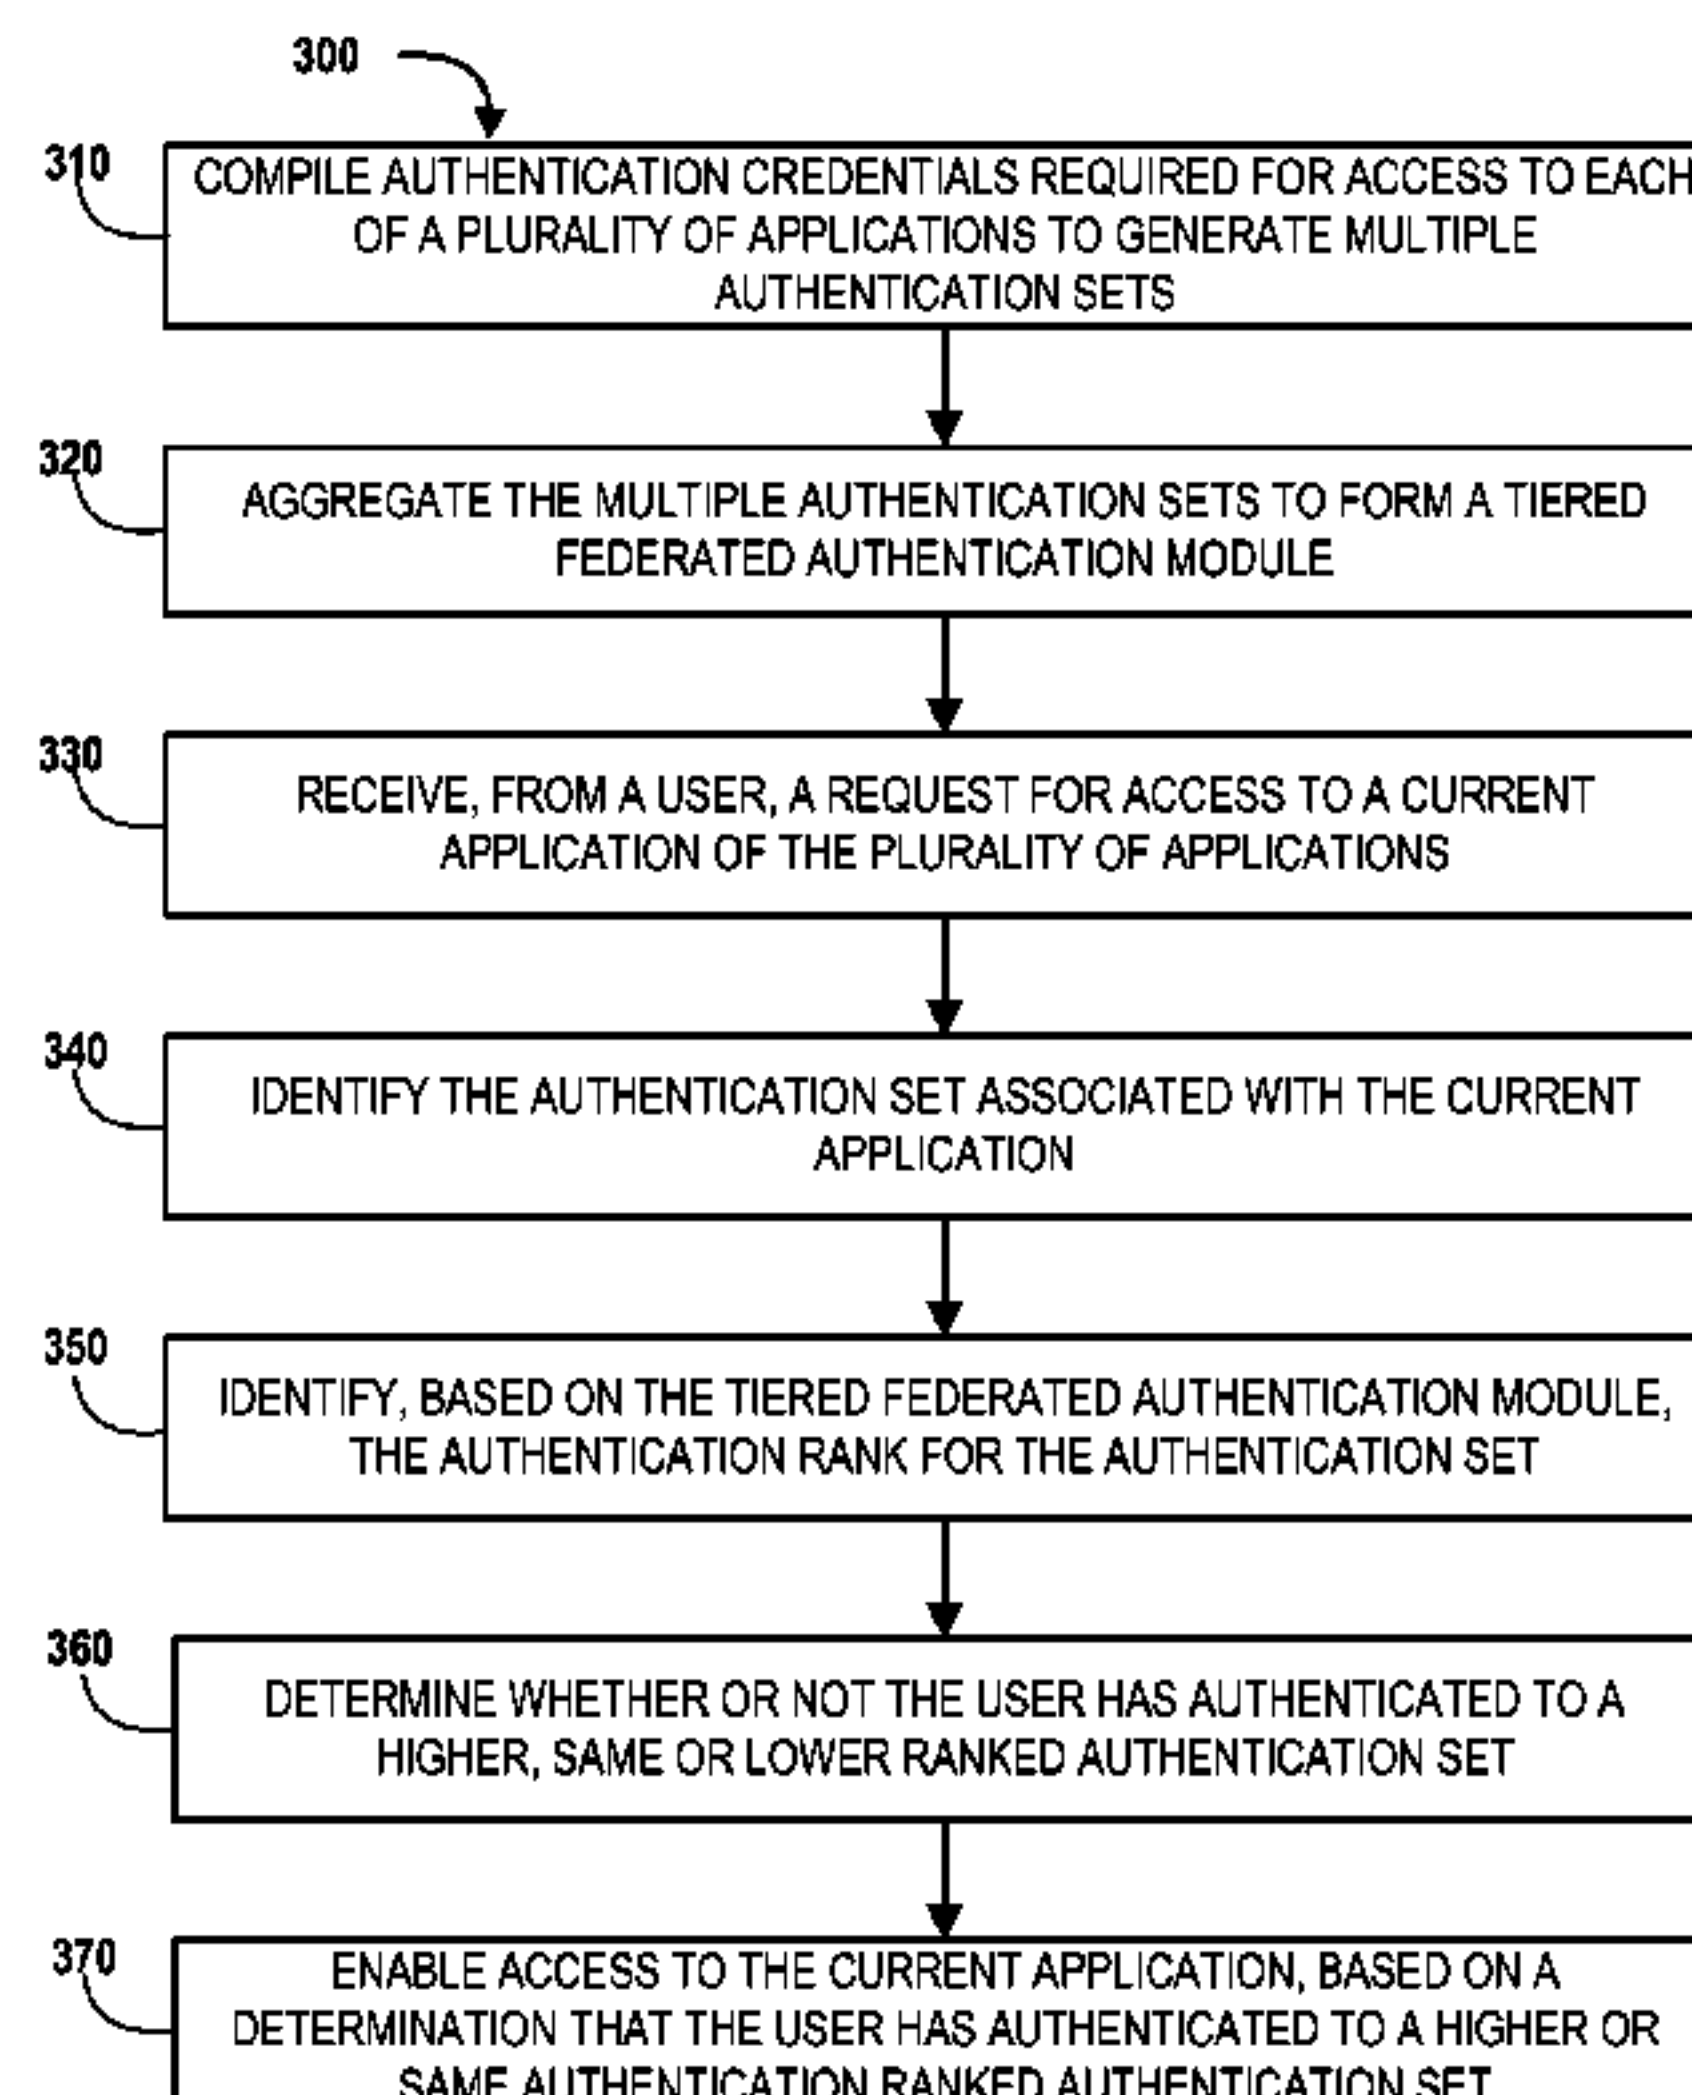 300
310
COMPILE AUTHENTICATION CREDENTIALS REQUIRED FOR ACCESS TO EACH
OF A PLURALITY OF APPLICATIONS TO GENERATE MULTIPLE
AUTHENTICATION SETS
320
AGGREGATE THE MULTIPLE AUTHENTICATION SETS TO FORM A TIERED
FEDERATED AUTHENTICATION MODULE
330
RECEIVE, FROM A USER, A REQUEST FOR ACCESS TO A CURRENT
APPLICATION OF THE PLURALITY OF APPLICATIONS
340
IDENTIFY THE AUTHENTICATION SET ASSOCIATED WITH THE CURRENT
APPLICATION
350
IDENTIFY, BASED ON THE TIERED FEDERATED AUTHENTICATION MODULE,
THE AUTHENTICATION RANK FOR THE AUTHENTICATION SET
360
DETERMINE WHETHER OR NOT THE USER HAS AUTHENTICATED TO A
HIGHER, SAME OR LOWER RANKED AUTHENTICATION SET
370
ENABLE ACCESS TO THE CURRENT APPLICATION, BASED ON A
DETERMINATION THAT THE USER HAS AUTHENTICATED TO A HIGHER OR
SAME AUTHENTICATION RANKED AUTHENTICATION SET